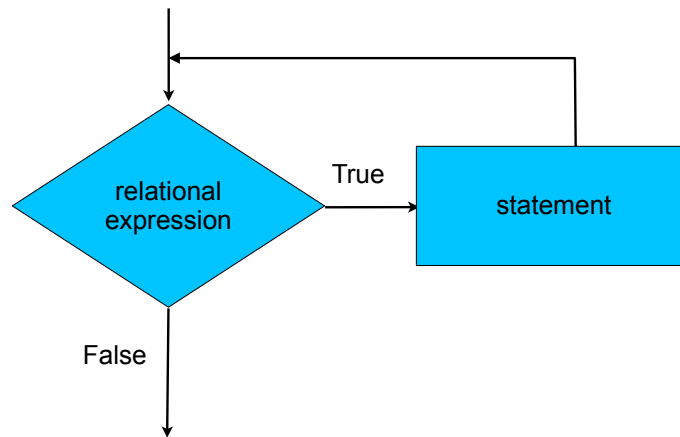 relational
expression
True
statement
False